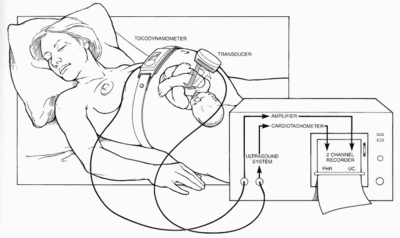 TOCODYNAMOMETER
TRANSDUCER
AMPLIFIER
CARDIOTACHOMETER
ULTRASOUND
SYSTEM
2 CHANNEL
RECORDER
FHR UC